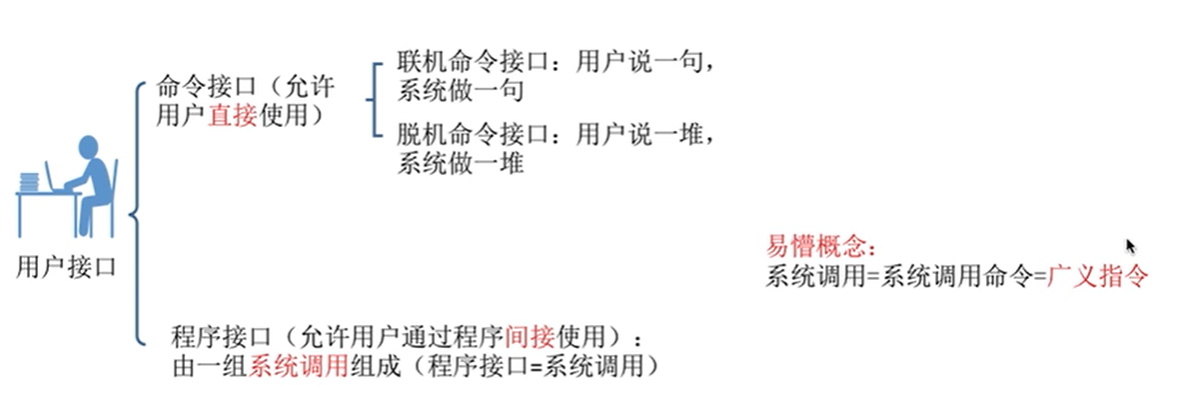 命令接口（允许
用户直接使用）
联机命令接口：用户说一句，
系统做一句
脱机命令接口：用户说一堆，
系统做一堆
用户接口
易懵概念：
系统调用=系统调用命令=广义指令
程序接口（允许用户通过程序间接使用）：
由一组系统调用组成（程序接口=系统调用）